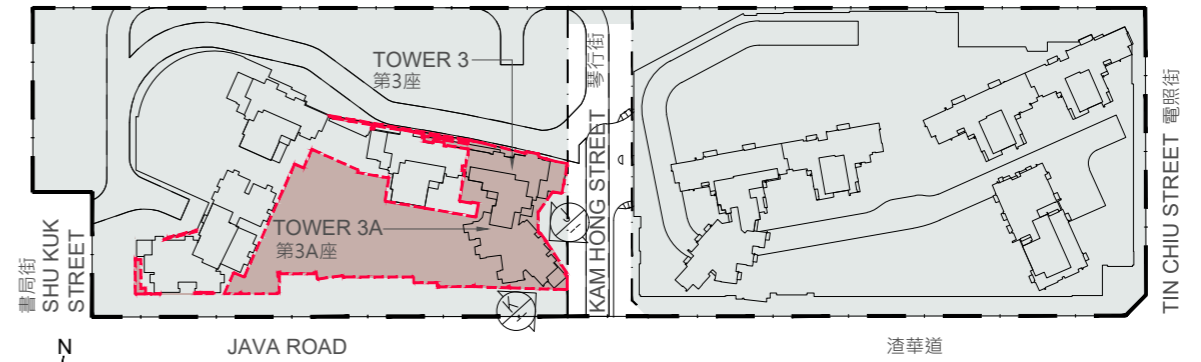 TOWER 3
第3座
琴行街
KAM HONG STREET
TOWER 3A
第3A座
書局街
SHU KUK
STREET
TIN CHIU STREET 電照街
N
JAVA ROAD
渣華道